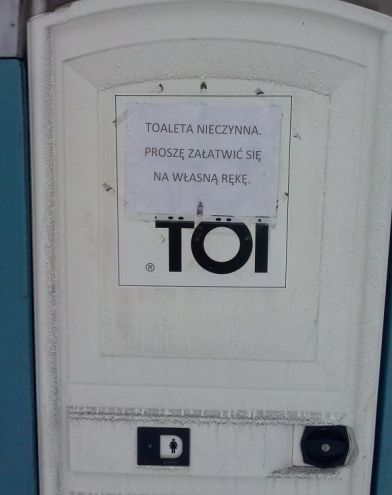 TOALETA NIECZYNNA.
PROSZĘ ZAŁATWIĆ SIĘ
NA WŁASNĄ RĘKĘ.
TOI
®